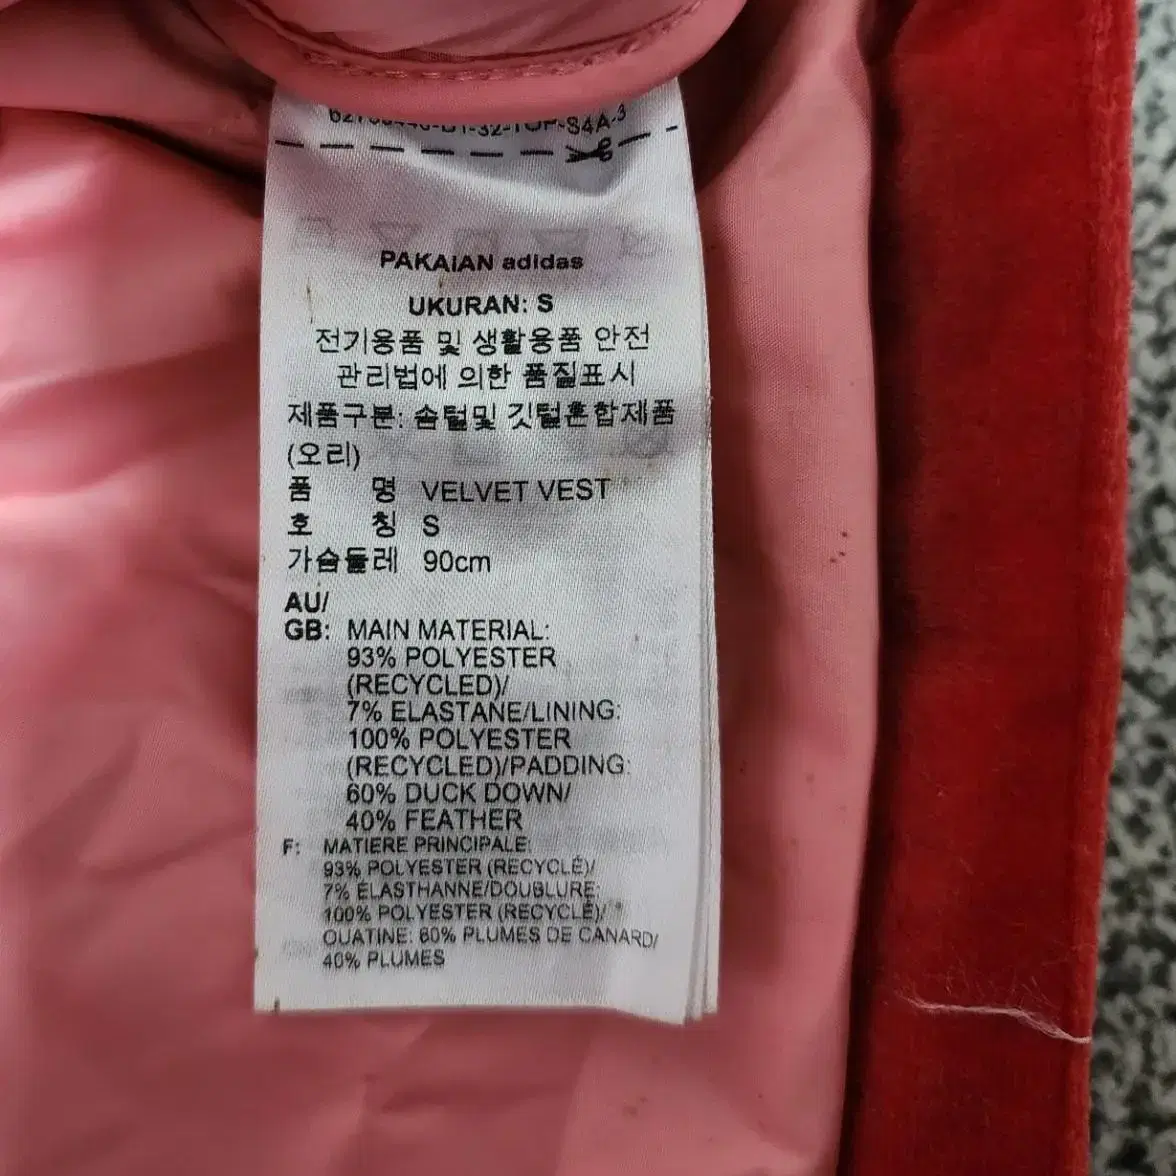 PAKAIAN adidas
UKURAN: S
전기용품 및 생활용품 안전
관리법에 의한 품질표시
제품구분: 솜털및 깃털혼합제품
(오리)
품 명 VELVET VEST
호 칭 S
가슴둘레 90cm
AU/
GB: MAIN MATERIAL:
93% POLYESTER
(RECYCLED)/
7% ELASTANE/LINING:
100% POLYESTER
(RECYCLED)/PADDING:
60% DUCK DOWN/
40% FEATHER
F: MATIERE PRINCIPALE:
93% POLYESTER (RECYCLÉ)/
7% ÉLASTHANNE/DOUBLURE:
100% POLYESTER (RECYCLÉ)/
OUATINE: 60% PLUMES DE CANARD/
40% PLUMES